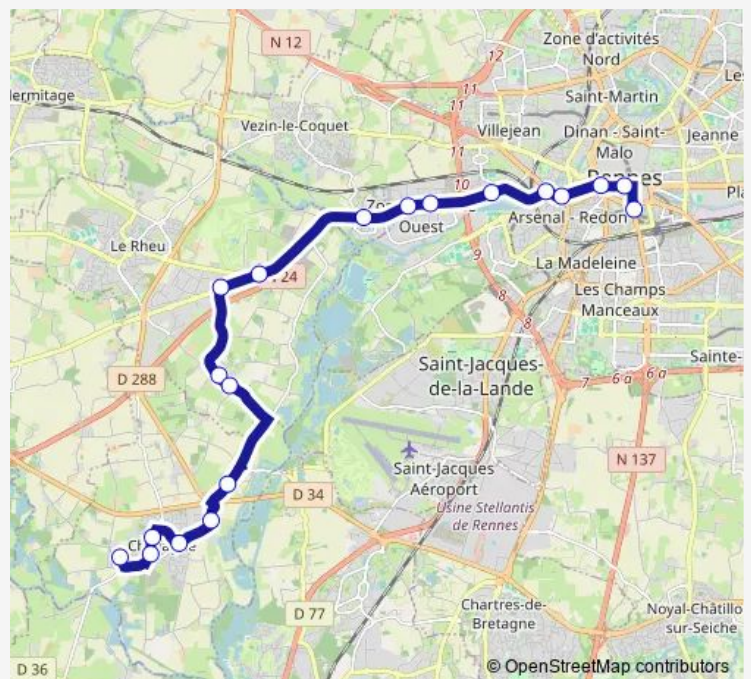 N 12
Zone d'activités
Nord
12
11
11
11
Saint-Martin
Vezin-le-Coquet
Villejean
Dinan - Saint-
Malo
Jeanne
11
10
Rennes
Ouest
Arsenal - Redon
Le Rheu
9
La Madeleine
24
8
Les Champs
Manceaux
8
Saint-Jacques-
de-la-Lande
Sainte-
D 288
7
6 a
6 a
N 137
Saint-Jacques
Aéroport
D 34
Usine Stellantis
de Rennes
D 77
Chartres-de-
Bretagne
Noyal-Châtillo
sur-Seiche
D 36
© OpenStreetMap contributors